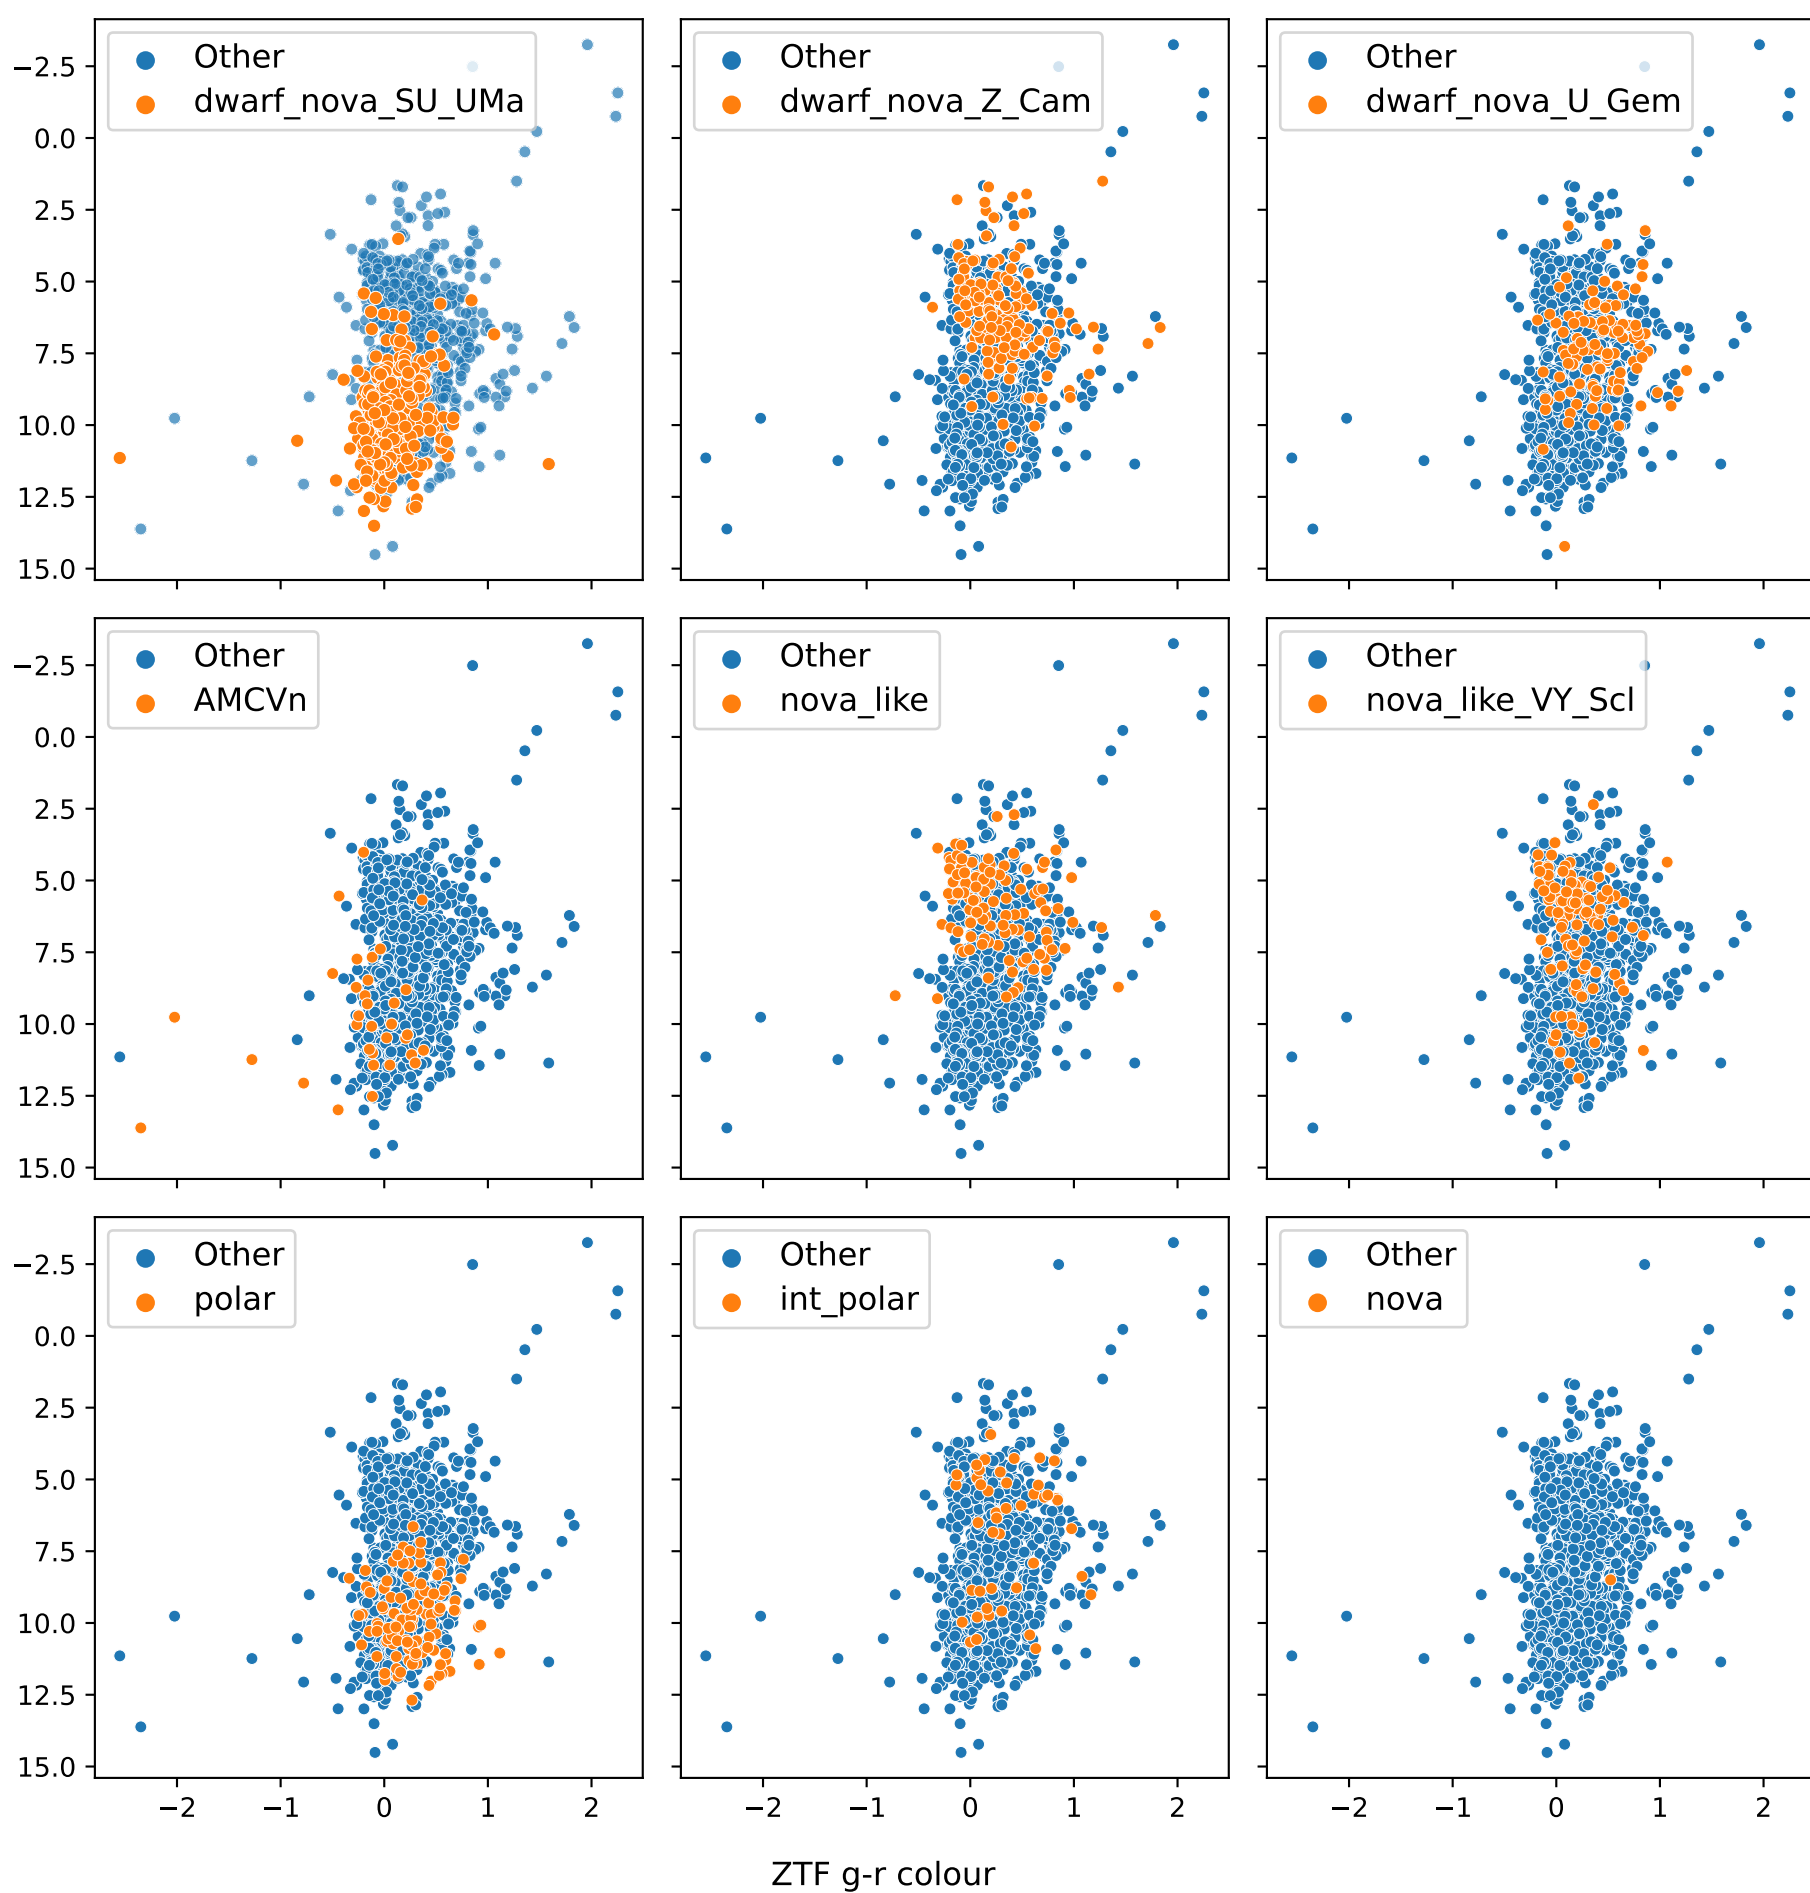 Other
dwarf_nova_SU_UMa
Other
dwarf_nova_Z_Cam
Other
dwarf_nova_U_Gem
−2.5
0.0
2.5
5.0
7.5
10.0
12.5
15.0
Other
AMCVn
Other
nova_like
Other
nova_like_VY_Scl
−2.5
0.0
2.5
5.0
7.5
10.0
12.5
15.0
Other
polar
Other
int_polar
Other
nova
−2.5
0.0
2.5
5.0
7.5
10.0
12.5
15.0
−2 −1 0 1 2 −2 −1 0 1 2 −2 −1 0 1 2
ZTF g-r colour